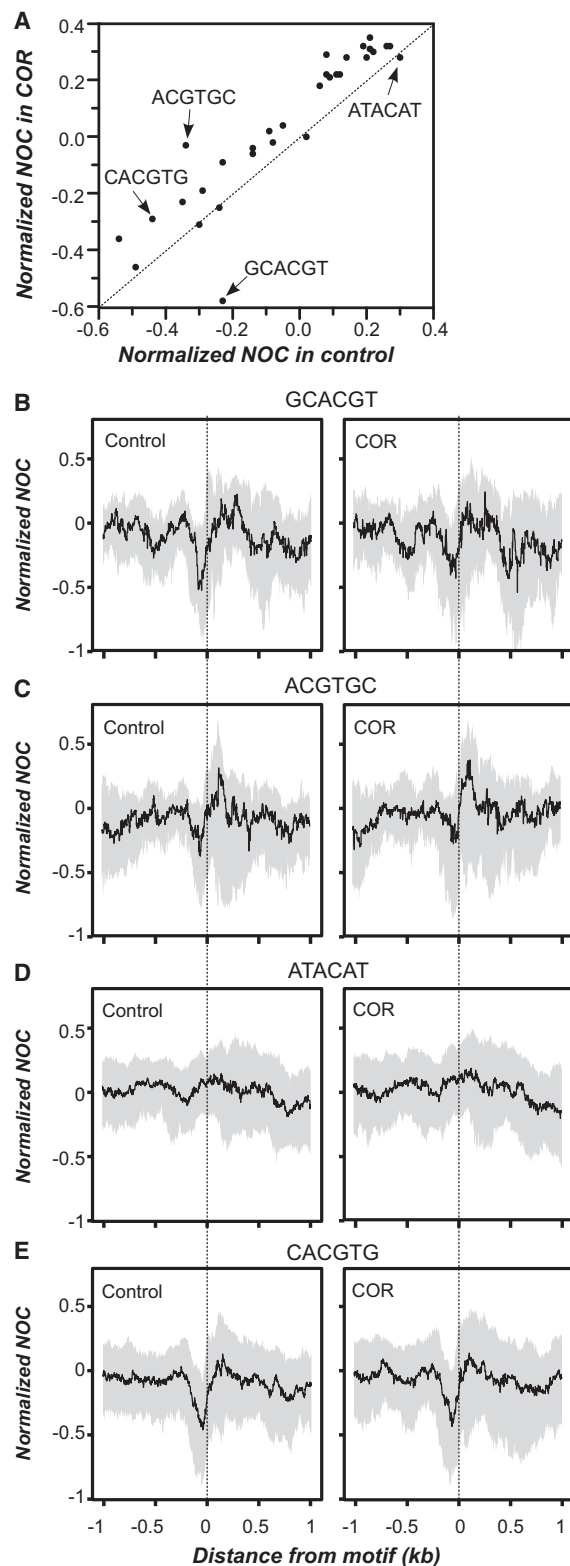 A
Normalized NOC in COR
0.4
0.2
0.0
-0.2
-0.4
-0.6
ACGTGC
CACGTG
ATACAT
GCACGT
-0.6 -0.4 -0.2 0.0 0.2 0.4
Normalized NOC in control
B
GCACGT
Normalized NOC
0.5
0
-0.5
-1
Control
COR
C
ACGTGC
Normalized NOC
0.5
0
-0.5
-1
Control
COR
D
ATACAT
Normalized NOC
0.5
0
-0.5
-1
Control
COR
E
CACGTG
Normalized NOC
0.5
0
-0.5
-1
Control
COR
-1 -0.5 0 0.5 1 -1 -0.5 0 0.5 1
Distance from motif (kb)